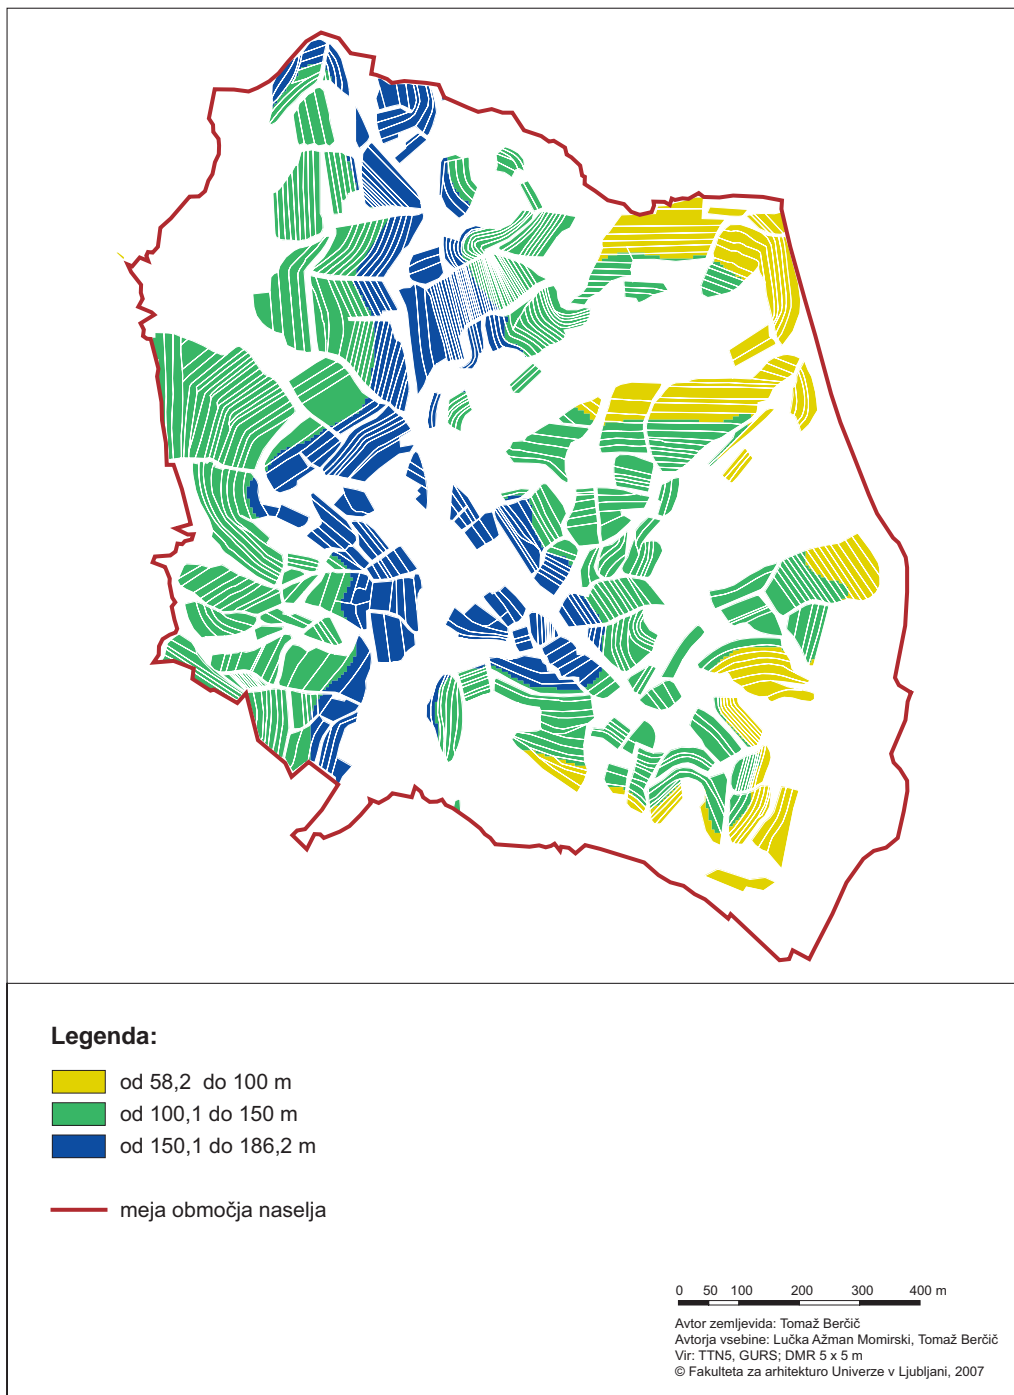 Legenda:
od 58,2 do 100 m
od 100,1 do 150 m
od 150,1 do 186,2 m
meja območja naselja
0 50 100 200 300 400 m
Avtor zemljevida: Tomaž Berčič
Avtorja vsebine: Lučka Ažman Momirski, Tomaž Berčič
Vir: TTN5, GURS; DMR 5 x 5 m
© Fakulteta za arhitekturo Univerze v Ljubljani, 2007